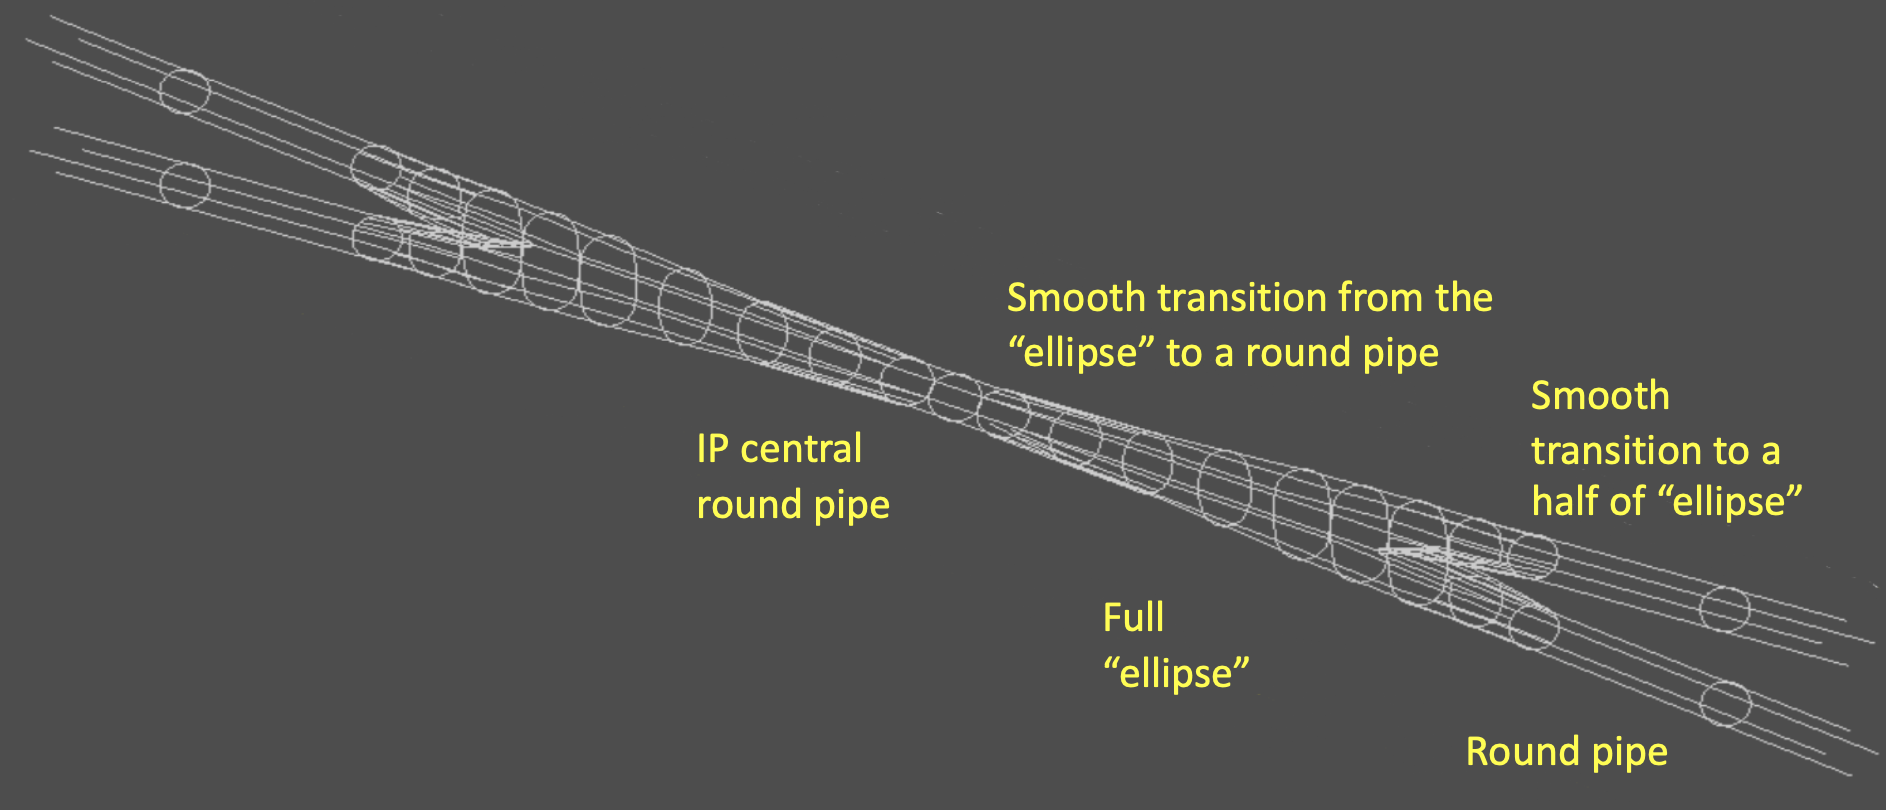 Smooth transition from the
“ellipse” to a round pipe
Smooth
transition to a
half of “ellipse”
IP central
round pipe
Full
“ellipse”
Round pipe